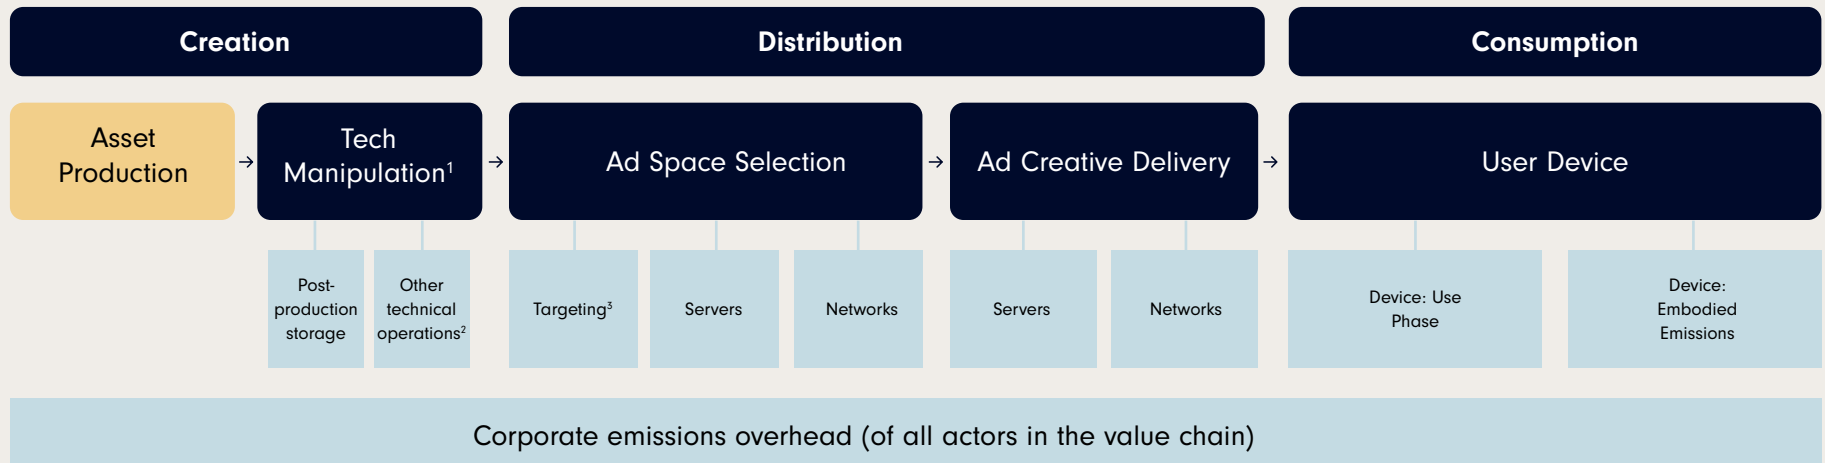 Creation
Distribution
Consumption
Asset
Production
Tech
Manipulation¹
Ad Space Selection
Ad Creative Delivery
User Device
Post-
production
storage
Other
technical
operations²
Targeting³
Servers
Networks
Servers
Networks
Device: Use
Phase
Device:
Embodied
Emissions
Corporate emissions overhead (of all actors in the value chain)